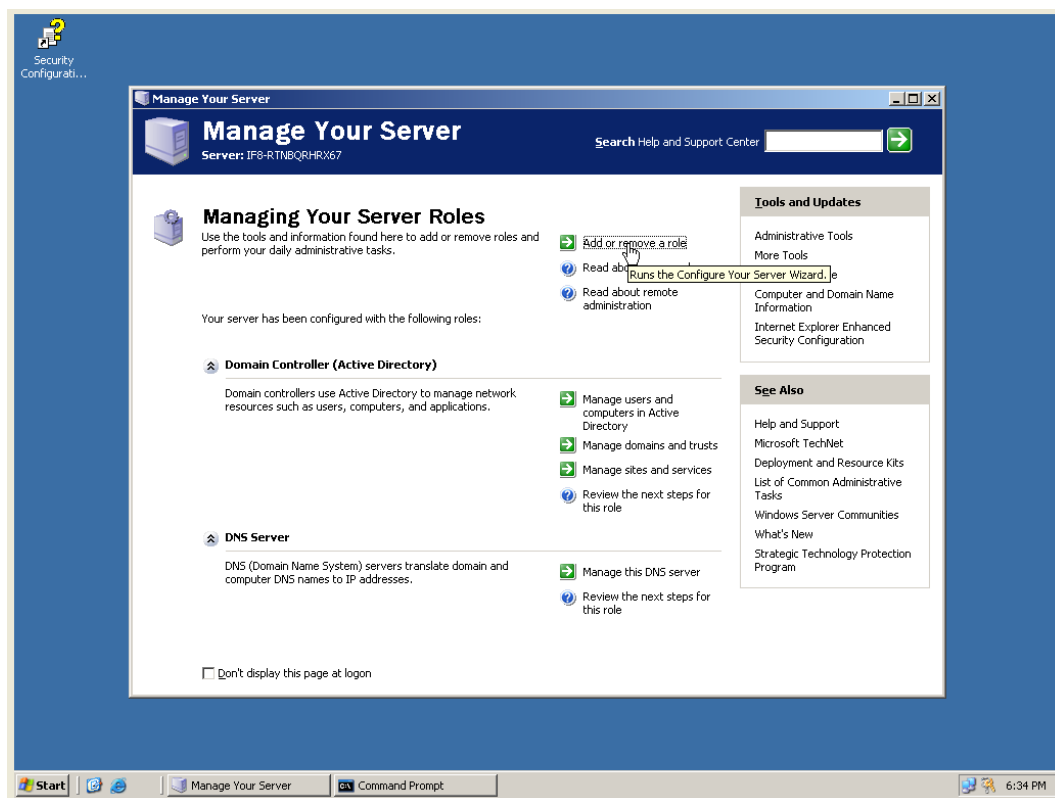 Security
Configurati...
Manage Your Server
Manage Your Server
Server: IF8-RTNBQRHRX67
Search Help and Support Center
Managing Your Server Roles
Use the tools and information found here to add or remove roles and
perform your daily administrative tasks.
Add or remove a role
Read
Runs the Configure Your Server Wizard.
Read about remote
administration
Your server has been configured with the following roles:
Domain Controller (Active Directory)
Domain controllers use Active Directory to manage network
resources such as users, computers, and applications.
Manage users and
computers in Active
Directory
Manage domains and trusts
Manage sites and services
Review the next steps for
this role
DNS Server
DNS (Domain Name System) servers translate domain and
computer DNS names to IP addresses.
Manage this DNS server
Review the next steps for
this role
Don't display this page at logon
Tools and Updates
Administrative Tools
More Tools
Computer and Domain Name
Information
Internet Explorer Enhanced
Security Configuration
See Also
Help and Support
Microsoft TechNet
Deployment and Resource Kits
List of Common Administrative
Tasks
Windows Server Communities
What's New
Strategic Technology Protection
Program
Start
Manage Your Server
Command Prompt
6:34 PM